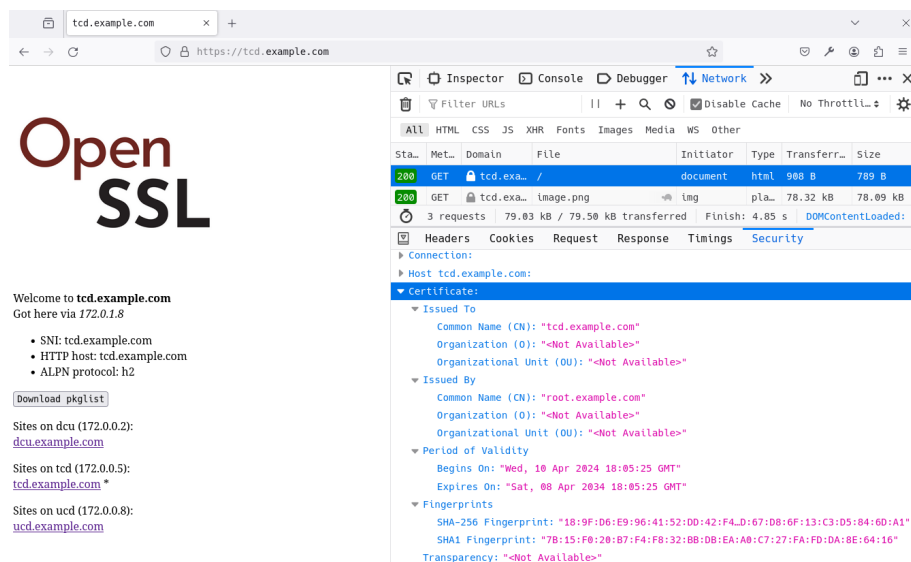 tcd.example.com
https://tcd.example.com
Open
SSL
Welcome to tcd.example.com
Got here via 172.0.1.8
• SNI: tcd.example.com
• HTTP host: tcd.example.com
• ALPN protocol: h2
Download pkglist
Sites on dcu (172.0.0.2):
dcu.example.com
Sites on tcd (172.0.0.5):
tcd.example.com *
Sites on ucd (172.0.0.8):
ucd.example.com
Inspector Console Debugger Network
Filter URLs Disable Cache No Throttli…
All HTML CSS JS XHR Fonts Images Media WS Other
Sta… Met… Domain File Initiator Type Transferr… Size
200 GET tcd.exa… / document html 908 B 789 B
200 GET tcd.exa… image.png img pla… 78.32 kB 78.09 kB
3 requests 79.03 kB / 79.50 kB transferred Finish: 4.85 s DOMContentLoaded:
Headers Cookies Request Response Timings Security
Connection:
Host tcd.example.com:
Certificate:
Issued To
Common Name (CN): "tcd.example.com"
Organization (O): "<Not Available>"
Organizational Unit (OU): "<Not Available>"
Issued By
Common Name (CN): "root.example.com"
Organization (O): "<Not Available>"
Organizational Unit (OU): "<Not Available>"
Period of Validity
Begins On: "Wed, 10 Apr 2024 18:05:25 GMT"
Expires On: "Sat, 08 Apr 2034 18:05:25 GMT"
Fingerprints
SHA-256 Fingerprint: "18:9F:D6:E9:96:41:52:DD:42:F4…D:67:D8:6F:13:C3:D5:84:6D:A1"
SHA1 Fingerprint: "7B:15:F0:20:B7:F4:F8:32:BB:DB:EA:A0:C7:27:FA:FD:DA:8E:64:16"
Transparency: "<Not Available>"